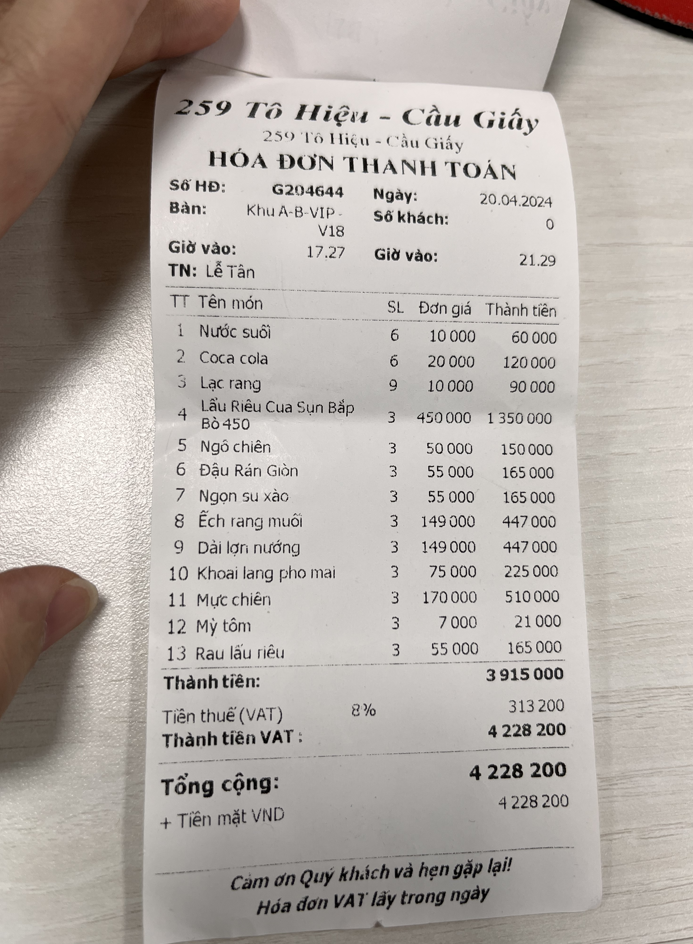 259 Tô Hiệu - Cầu Giấy
259 Tô Hiệu - Cầu Giấy
HÓA ĐƠN THANH TOÁN
Số HĐ: G204644 Ngày: 20.04.2024
Bàn: Khu A-B-VIP - V18 Số khách: 0
Giờ vào: 17.27 Giờ vào: 21.29
TN: Lễ Tân
TT Tên món SL Đơn giá Thành tiền
1 Nước suối 6 10 000 60 000
2 Coca cola 6 20 000 120 000
3 Lạc rang 9 10 000 90 000
4 Lẩu Riêu Cua Sụn Bắp Bò 450 3 450 000 1 350 000
5 Ngô chiên 3 50 000 150 000
6 Đậu Rán Giòn 3 55 000 165 000
7 Ngọn su xào 3 55 000 165 000
8 Ếch rang muối 3 149 000 447 000
9 Dải lợn nướng 3 149 000 447 000
10 Khoai lang pho mai 3 75 000 225 000
11 Mực chiên 3 170 000 510 000
12 Mỳ tôm 3 7 000 21 000
13 Rau lẩu riêu 3 55 000 165 000
Thành tiền: 3 915 000
Tiền thuế (VAT) 8% 313 200
Thành tiền VAT : 4 228 200
Tổng cộng: 4 228 200
+ Tiền mặt VND 4 228 200
Cảm ơn Quý khách và hẹn gặp lại!
Hóa đơn VAT lấy trong ngày